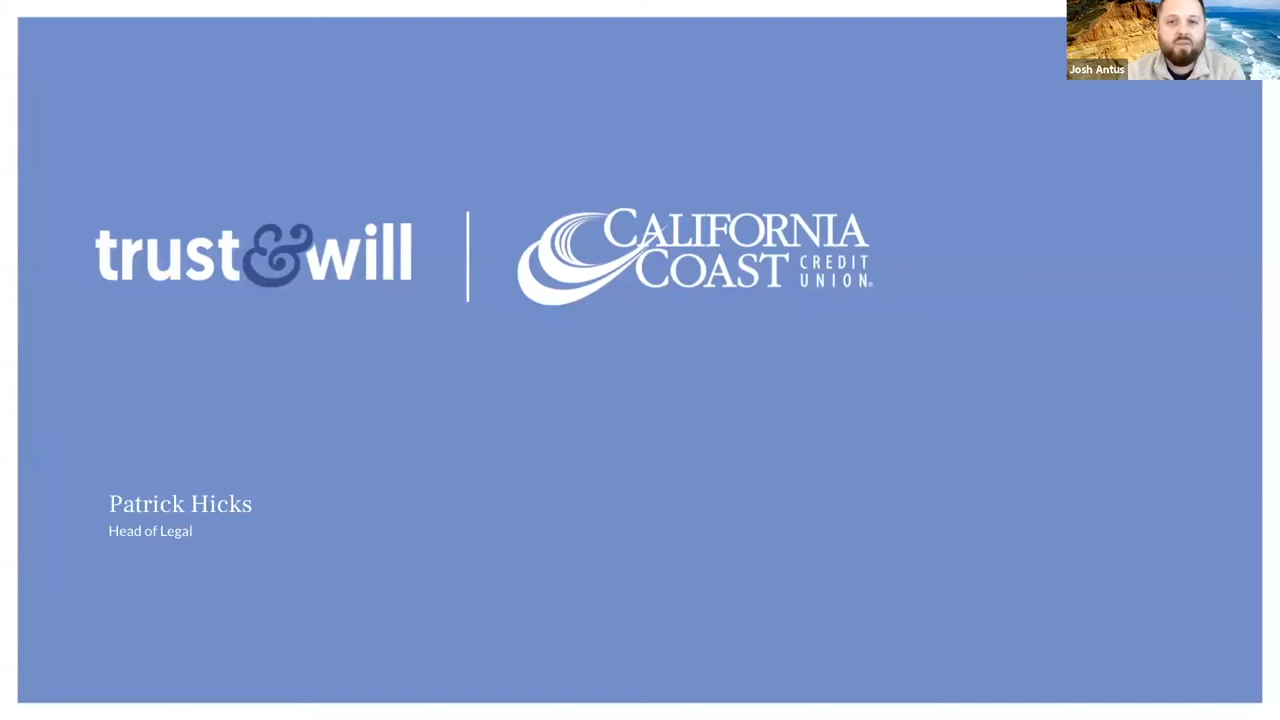 Josh Antus
trust&will
CALIFORNIA
COAST CREDIT
UNION®
Patrick Hicks
Head of Legal